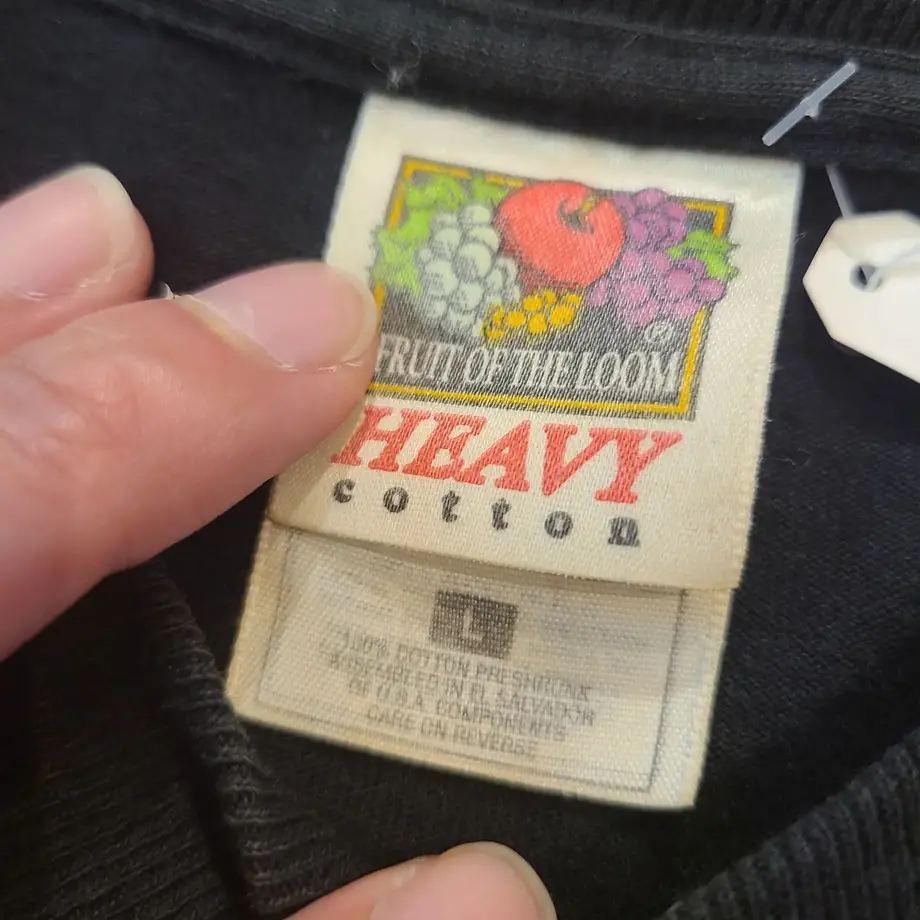 ®
FRUIT OF THE LOOM
HEAVY
cotton
L
100% COTTON PRESHRUNK
ASSEMBLED IN EL SALVADOR
OF U.S.A. COMPONENTS
CARE ON REVERSE